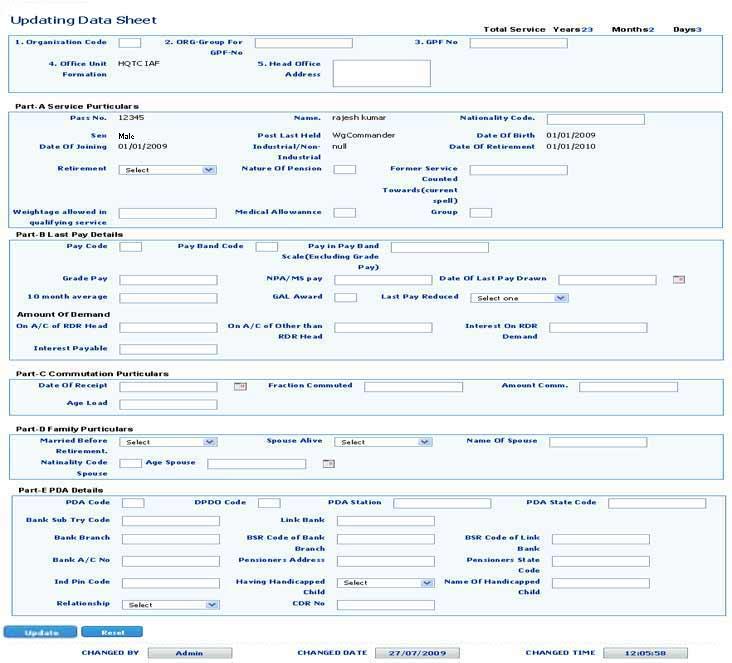 Updating Data Sheet
Total Service Years23 Months2 Days3
1. Organisation Code 2. ORG-Group For GPF-No 3. GPF No
4. Office Unit Formation HQTC IAF 5. Head Office Address
Part-A Service Purticulars
Pass No. 12345 Name. rajesh kumar Nationality Code.
Sex Male Post Last Held WgCommander Date Of Birth 01/01/2009
Date Of Joining 01/01/2009 Industrial/Non-Industrial null Date Of Retirement 01/01/2010
Retirement Select Nature Of Pension Former Service Counted Towards(current spell)
Weightage allowed in qualifying service Medical Allowannce Group
Part-B Last Pay Details
Pay Code Pay Band Code Pay in Pay Band Scale(Excluding Grade Pay)
Grade Pay NPA/MS pay Date Of Last Pay Drawn
10 month average GAL Award Last Pay Reduced Select one
Amount Of Demand
On A/C of RDR Head On A/C of Other than RDR Head Interest On RDR Demand
Interest Payable
Part-C Commutation Purticulars
Date Of Receipt Fraction Commuted Amount Comm.
Age Load
Part-D Family Purticulars
Married Before Retirement. Select Spouse Alive Select Name Of Spouse
Natinality Code Spouse Age Spouse
Part-E PDA Details
PDA Code DPDO Code PDA Station PDA State Code
Bank Sub Try Code Link Bank
Bank Branch BSR Code of Bank Branch BSR Code of Link Bank
Bank A/C No Pensioners Address Pensioners State Code
Ind Pin Code Having Handicapped Child Select Name Of Handicapped Child
Relationship Select CDR No
Update Reset
CHANGED BY Admin CHANGED DATE 27/07/2009 CHANGED TIME 12:05:58